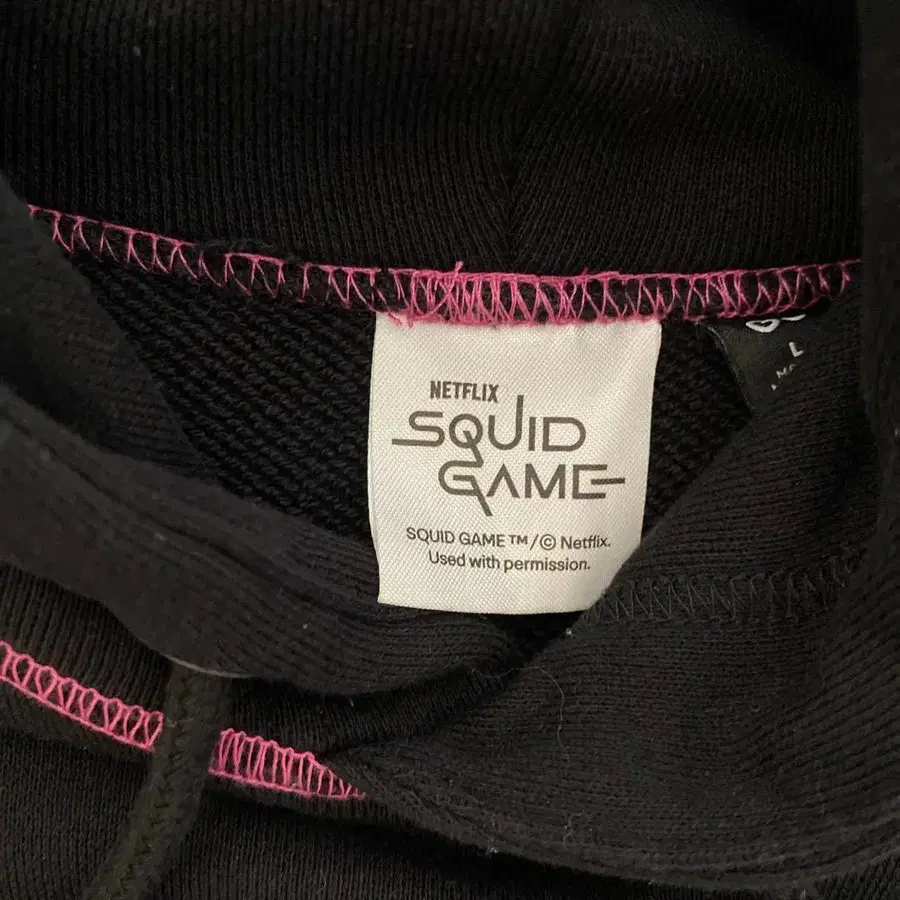 NETFLIX
SQUID
GAME
SQUID GAME™/© Netflix.
Used with permission.
L